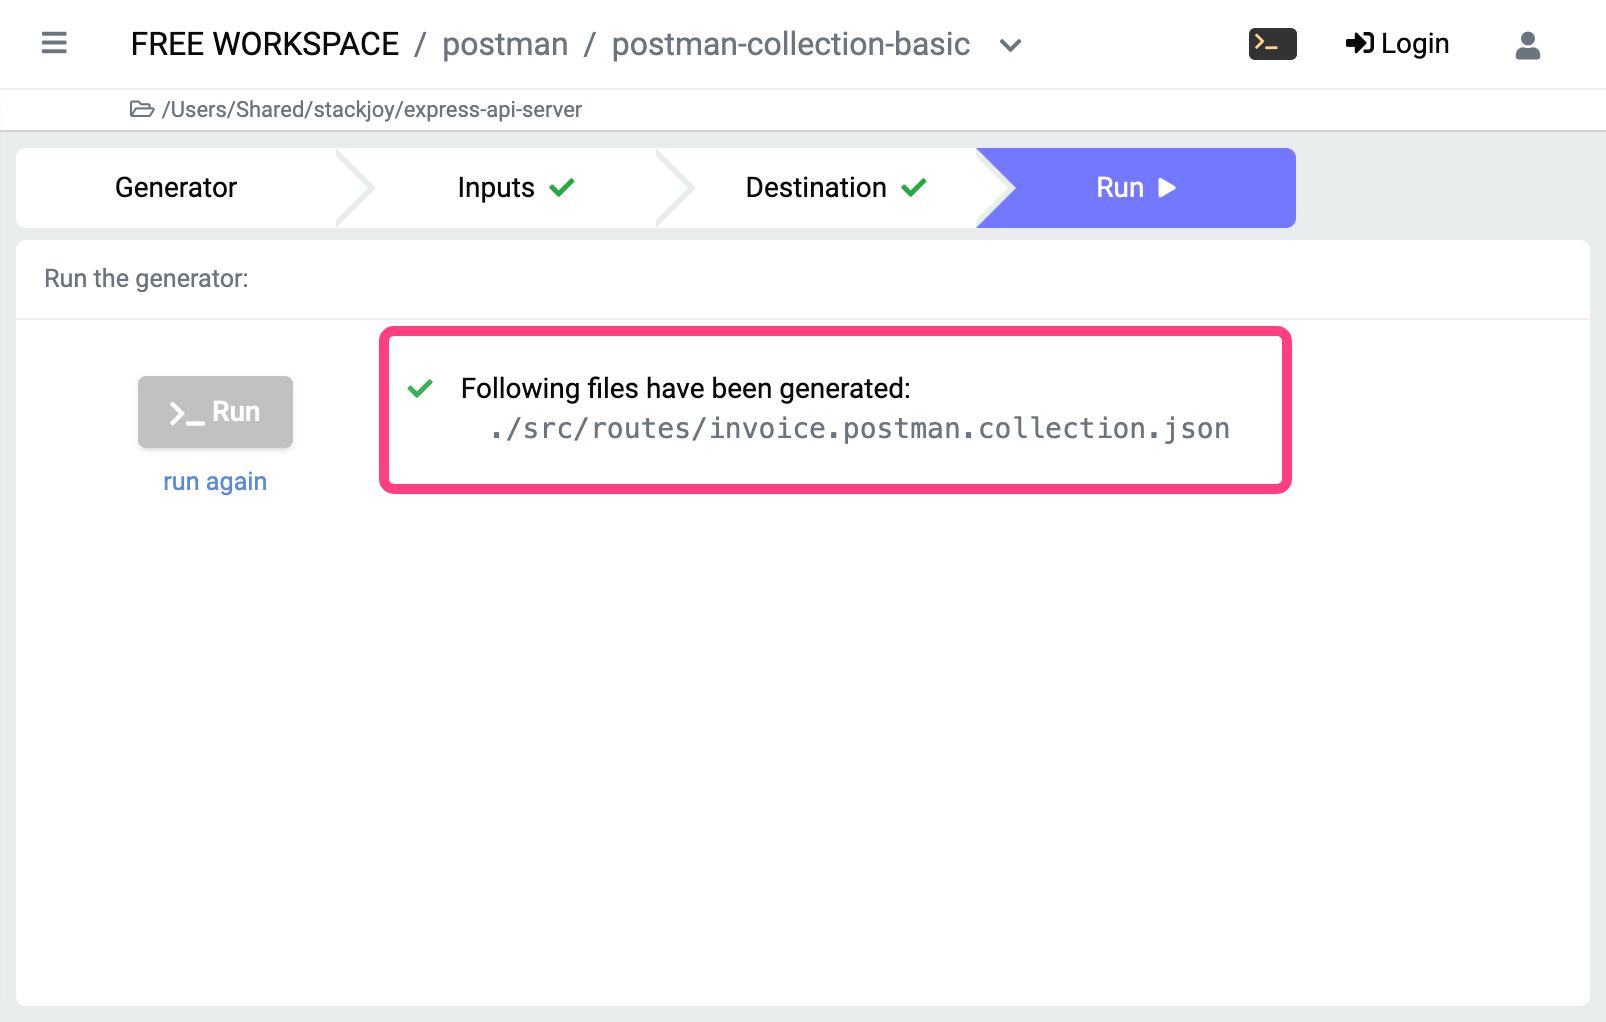 FREE WORKSPACE / postman / postman-collection-basic
Login
/Users/Shared/stackjoy/express-api-server
Generator
Inputs
Destination
Run
Run the generator:
>_ Run
run again
Following files have been generated:
./src/routes/invoice.postman.collection.json